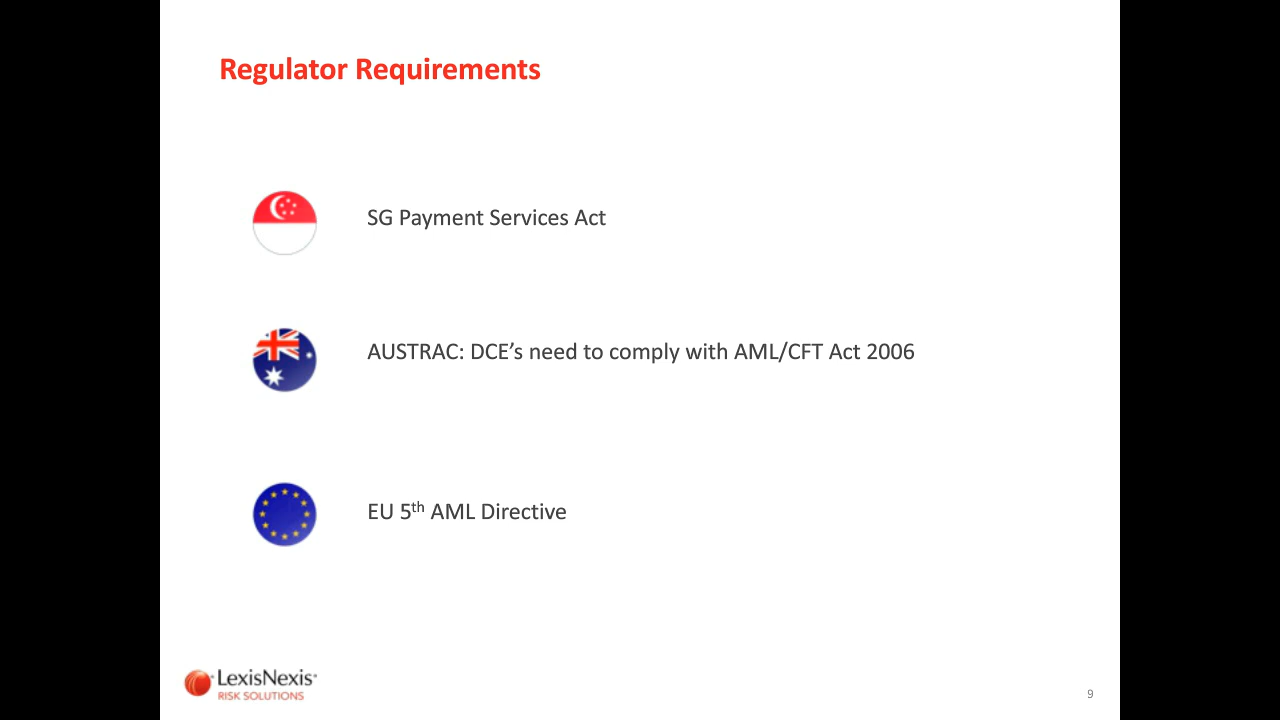 Regulator Requirements
SG Payment Services Act
AUSTRAC: DCE’s need to comply with AML/CFT Act 2006
EU 5th AML Directive
LexisNexis®
RISK SOLUTIONS
9